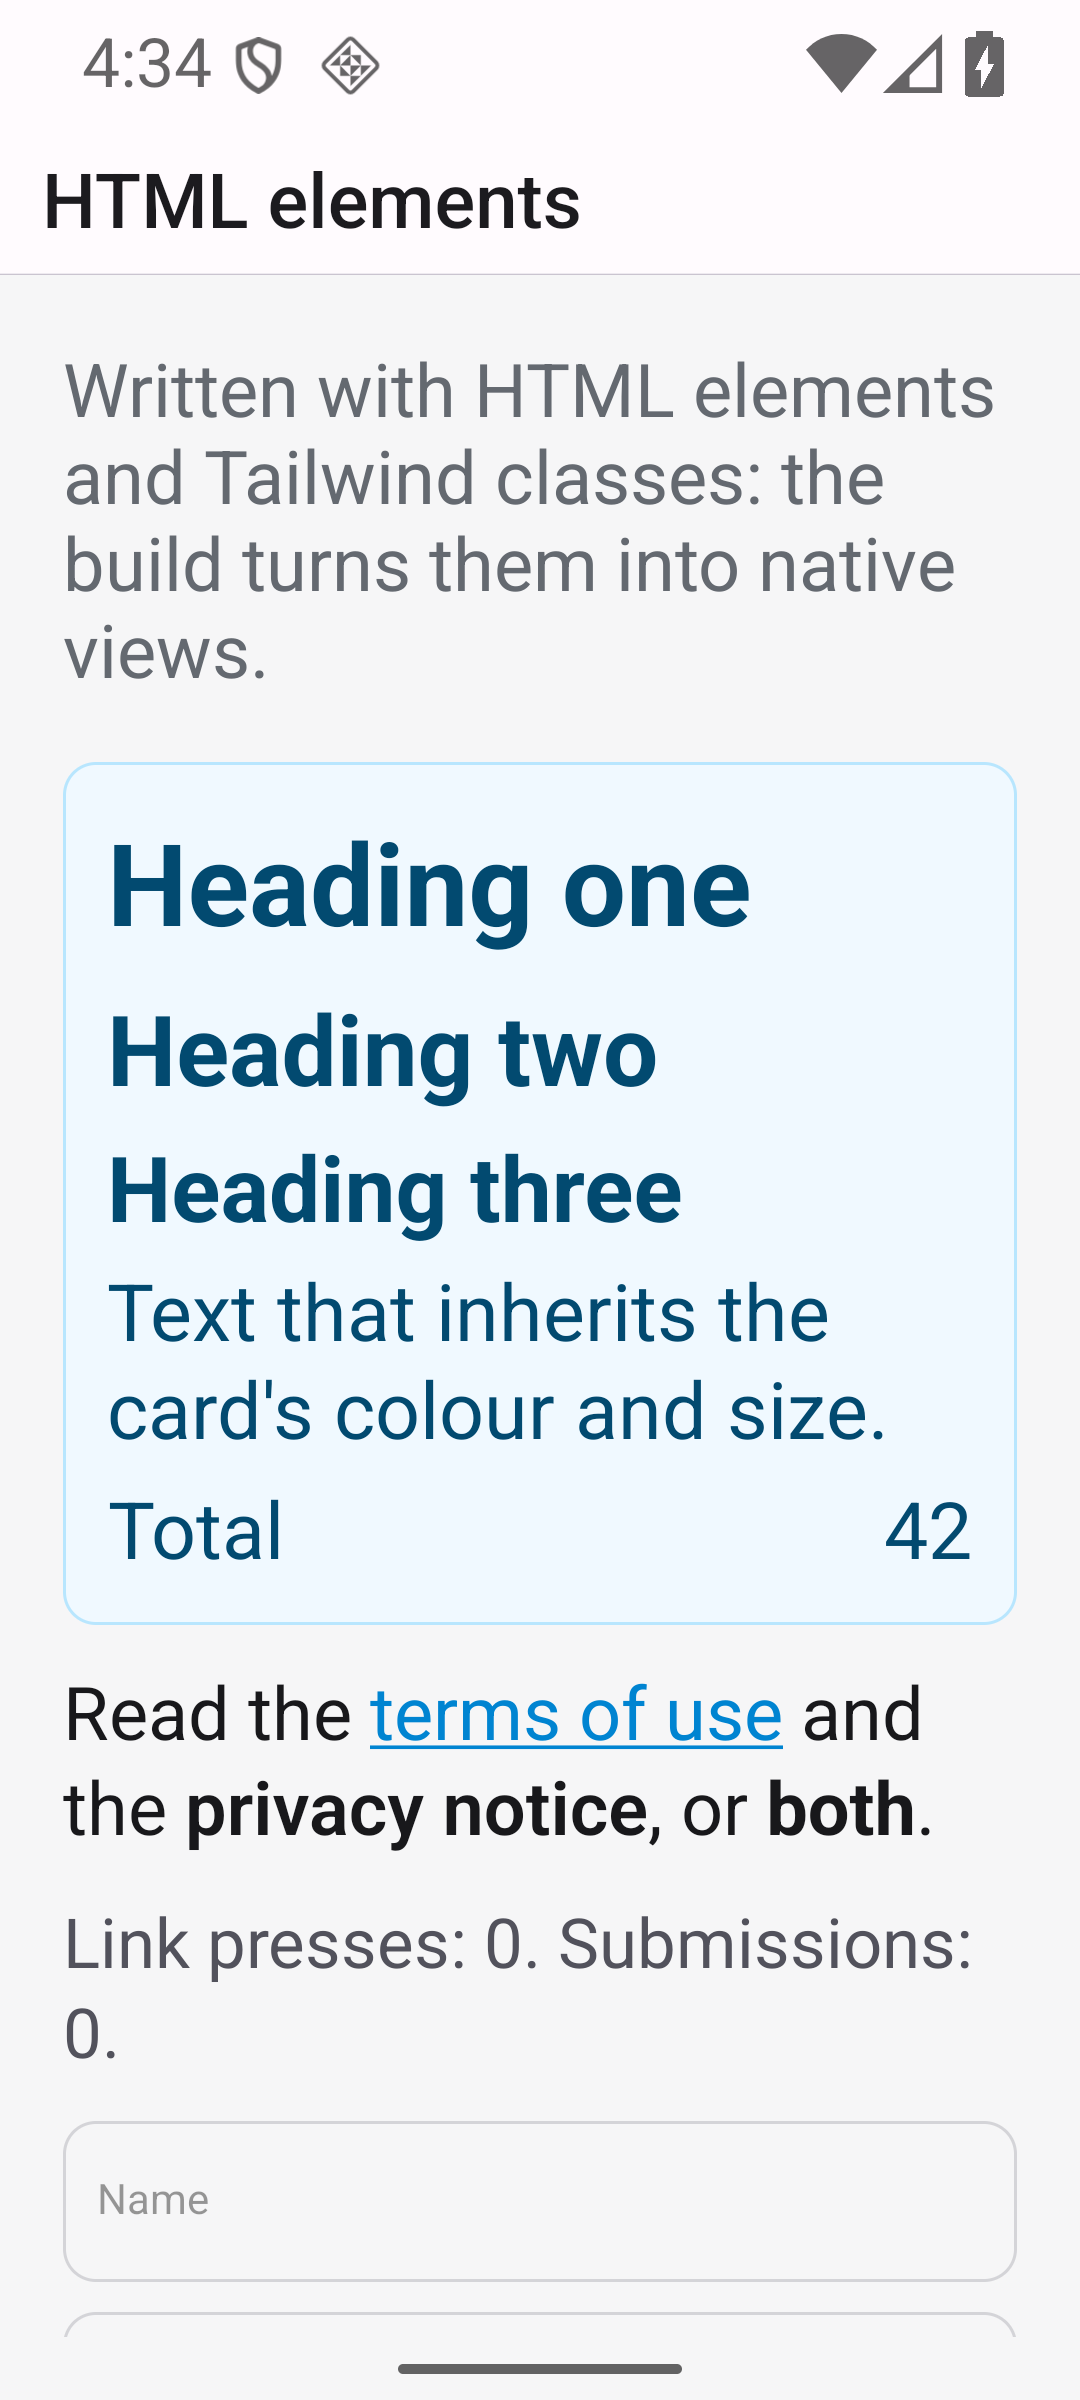 4:34
HTML elements
Written with HTML elements
and Tailwind classes: the
build turns them into native
views.
Heading one
Heading two
Heading three
Text that inherits the
card's colour and size.
Total 42
Read the terms of use and
the privacy notice, or both.
Link presses: 0. Submissions:
0.
Name